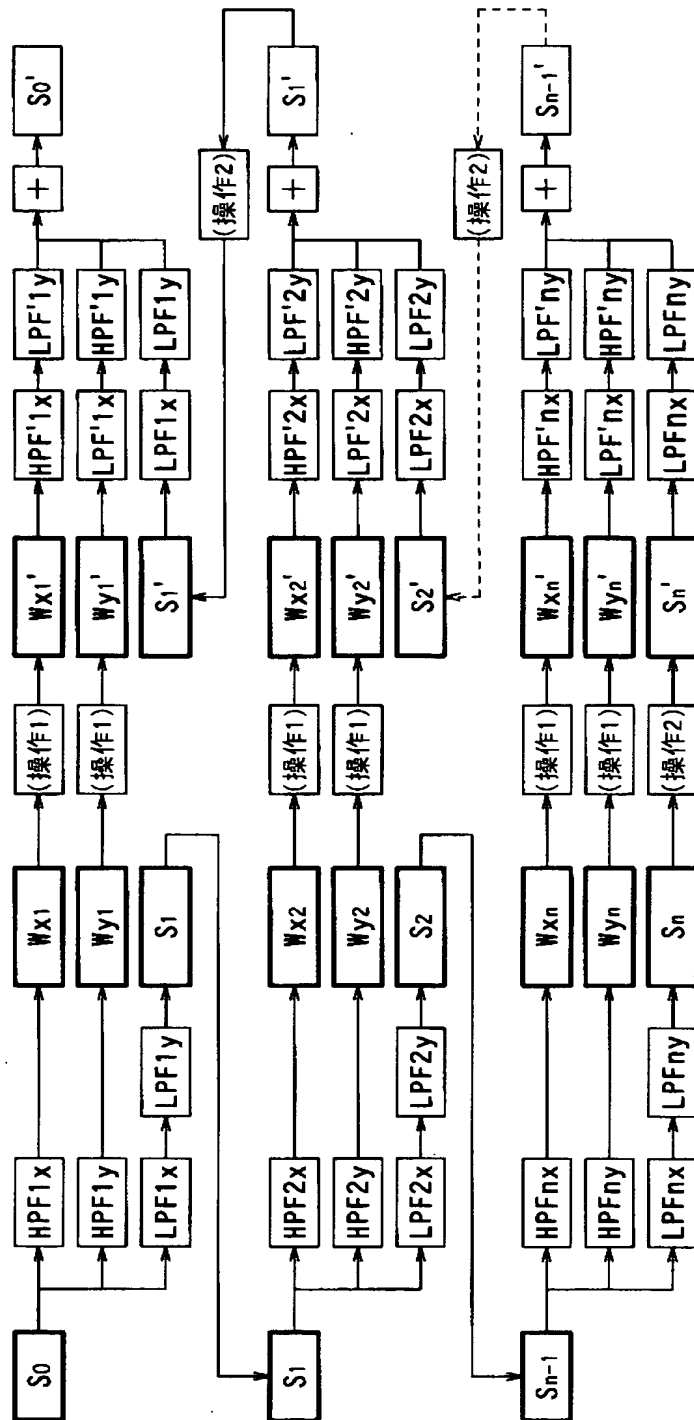 S0
HPF1x
Wx1
(操作1)
Wx1'
HPF'1x
LPF'1y
+
S0'
HPF1y
Wy1
(操作1)
Wy1'
LPF'1x
HPF'1y
LPF1x
LPF1y
S1
S1'
LPF1x
LPF1y
(操作2)
S1
HPF2x
Wx2
(操作1)
Wx2'
HPF'2x
LPF'2y
+
S1'
HPF2y
Wy2
(操作1)
Wy2'
LPF'2x
HPF'2y
LPF2x
LPF2y
S2
S2'
LPF2x
LPF2y
(操作2)
Sn-1
HPFnx
Wxn
(操作1)
Wxn'
HPF'nx
LPF'ny
+
Sn-1'
HPFny
Wyn
(操作1)
Wyn'
LPF'nx
HPF'ny
LPFnx
LPFny
Sn
(操作2)
Sn'
LPFnx
LPFny